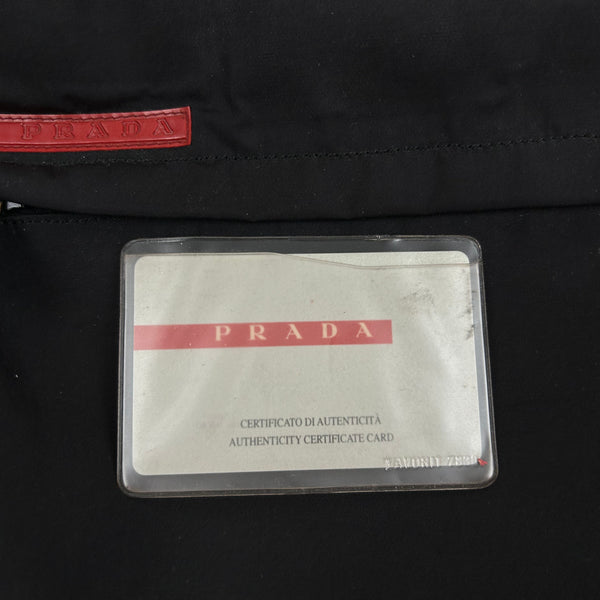 PRADA
PRADA
CERTIFICATO DI AUTENTICITÀ
AUTHENTICITY CERTIFICATE CARD